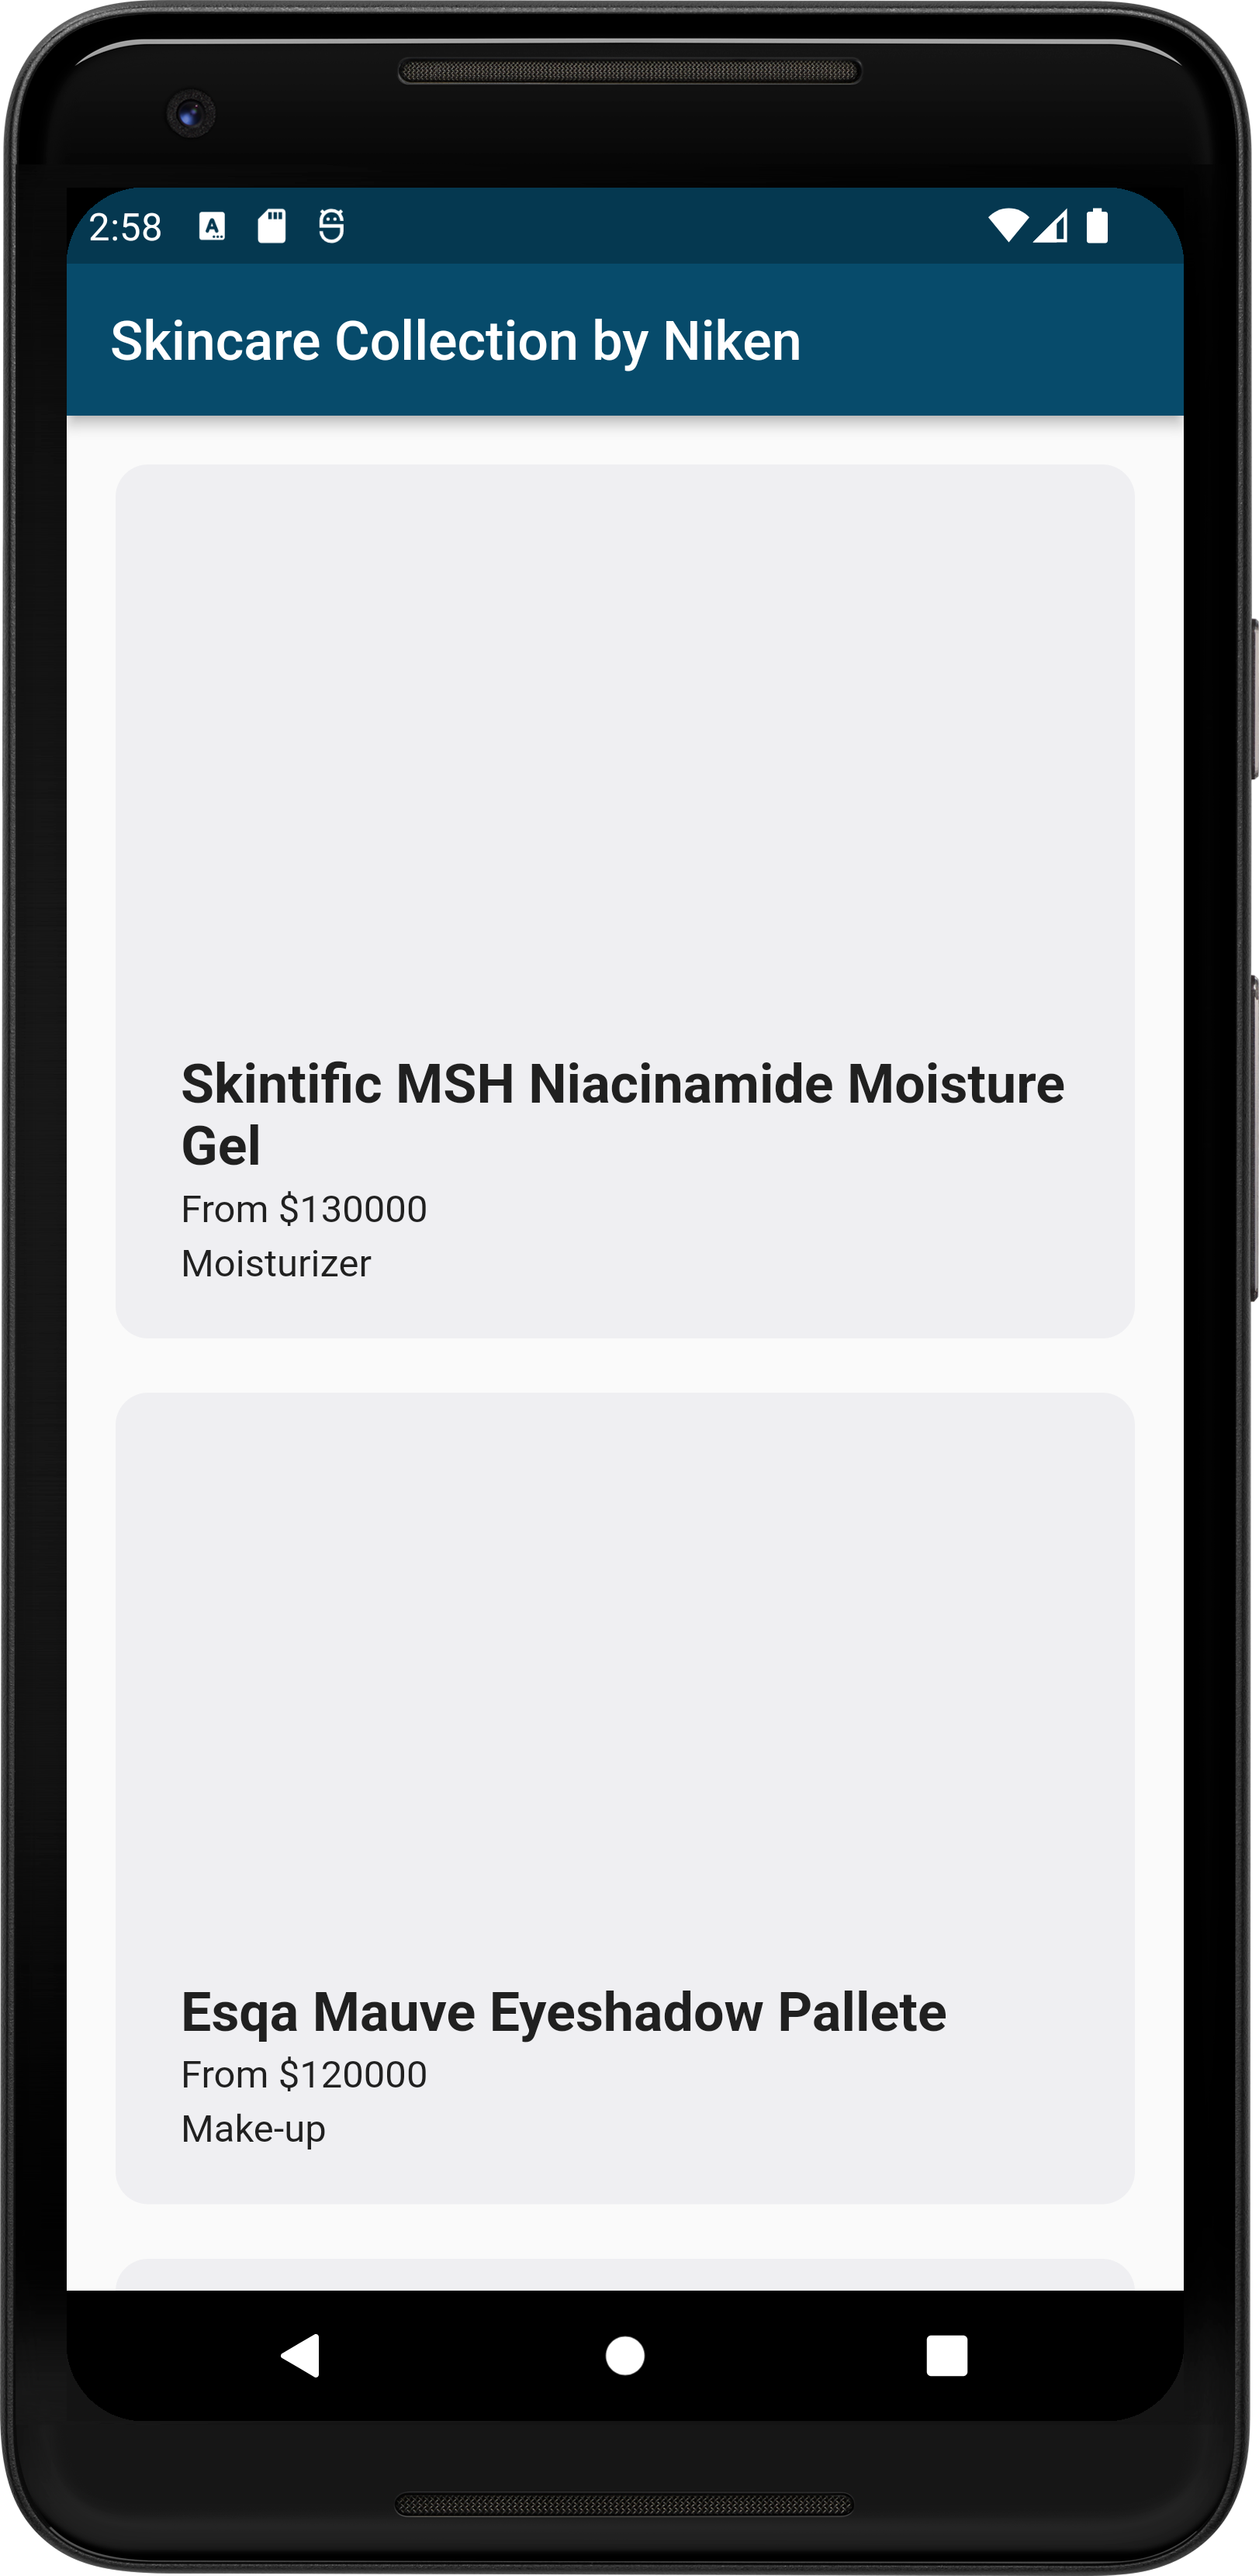 2:58
Skincare Collection by Niken
Skintific MSH Niacinamide Moisture
Gel
From $130000
Moisturizer
Esqa Mauve Eyeshadow Pallete
From $120000
Make-up